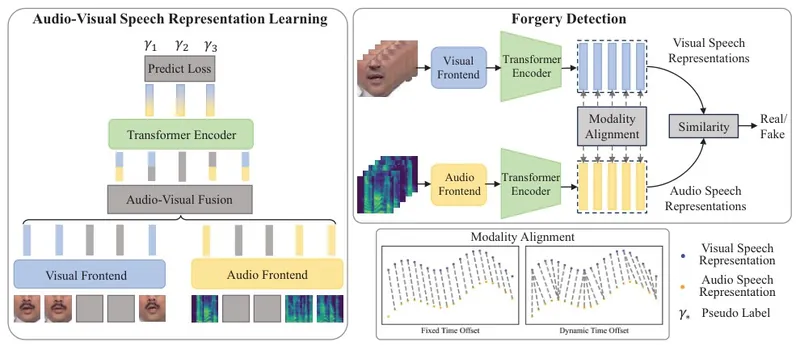 Audio-Visual Speech Representation Learning
γ1 γ2 γ3
Predict Loss
Transformer Encoder
Audio-Visual Fusion
Visual Frontend
Audio Frontend
Forgery Detection
Visual
Frontend
Transformer
Encoder
Visual Speech
Representations
Modality
Alignment
Similarity
Real/
Fake
Audio
Frontend
Transformer
Encoder
Audio Speech
Representations
Modality Alignment
Fixed Time Offset
Dynamic Time Offset
Visual Speech
Representation
Audio Speech
Representation
γ* Pseudo Label